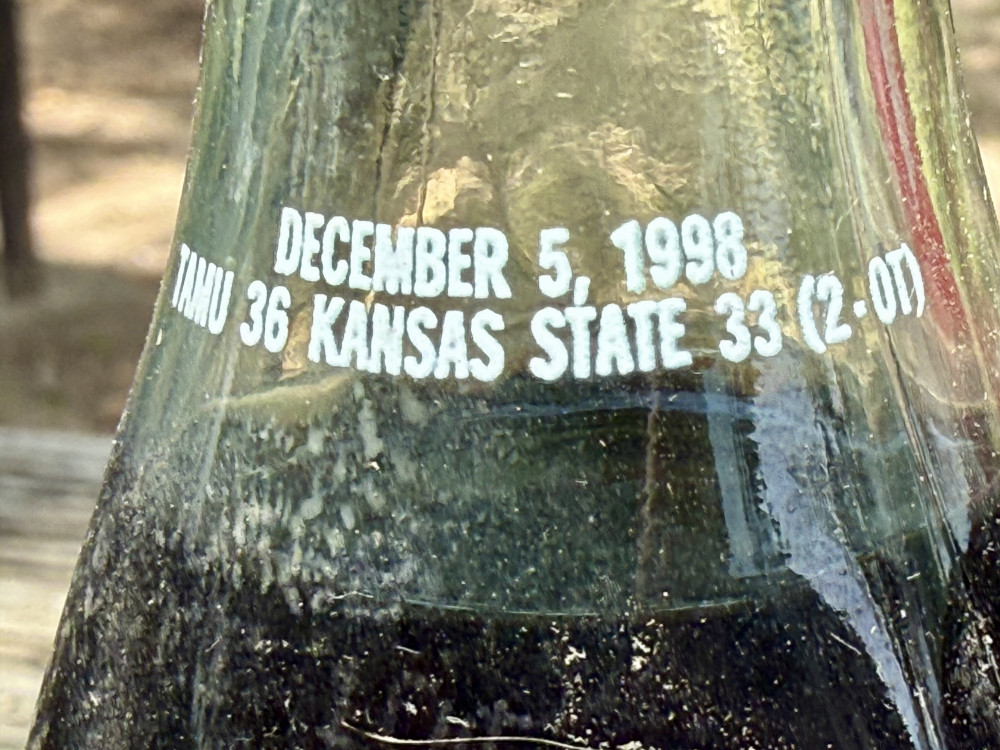 DECEMBER 5, 1998
TAMU 36 KANSAS STATE 33 (2-OT)